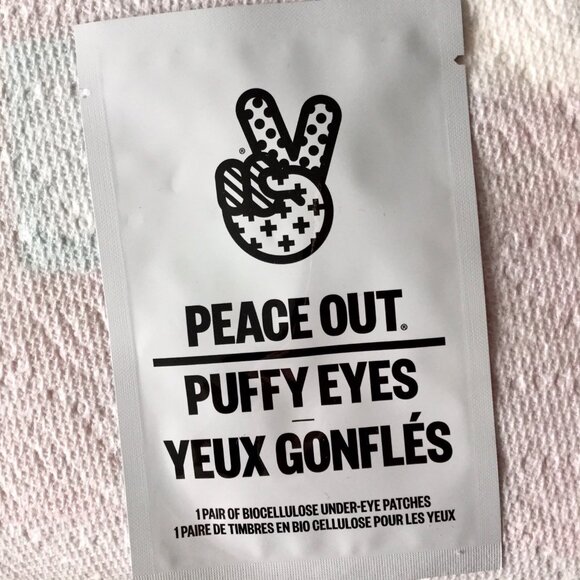 ®
PEACE OUT®
PUFFY EYES
YEUX GONFLÉS
1 PAIR OF BIOCELLULOSE UNDER-EYE PATCHES
1 PAIRE DE TIMBRES EN BIO CELLULOSE POUR LES YEUX